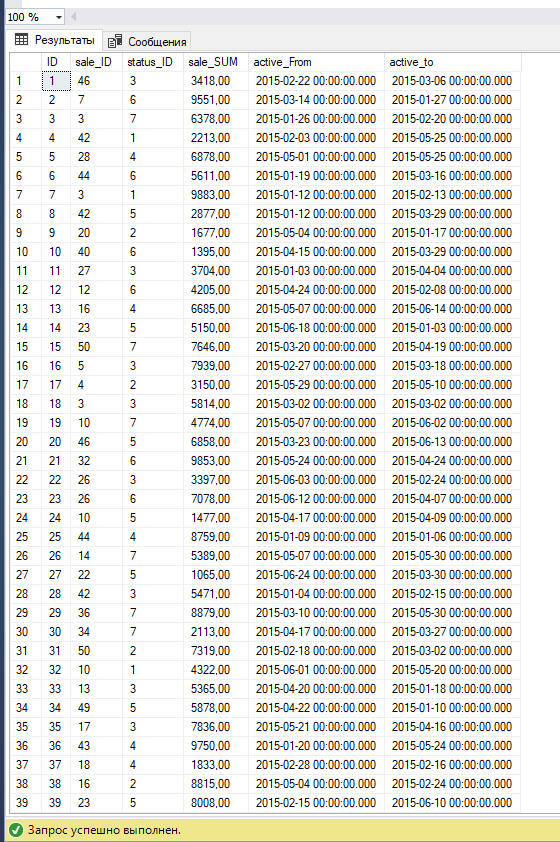 100 %
Результаты Сообщения
ID sale_ID status_ID sale_SUM active_From active_to
1 1 46 3 3418,00 2015-02-22 00:00:00.000 2015-03-06 00:00:00.000
2 2 7 6 9551,00 2015-03-14 00:00:00.000 2015-01-27 00:00:00.000
3 3 3 7 6378,00 2015-01-26 00:00:00.000 2015-02-20 00:00:00.000
4 4 42 1 2213,00 2015-02-03 00:00:00.000 2015-05-25 00:00:00.000
5 5 28 4 6878,00 2015-05-01 00:00:00.000 2015-05-25 00:00:00.000
6 6 44 6 5611,00 2015-01-19 00:00:00.000 2015-03-16 00:00:00.000
7 7 3 1 9883,00 2015-01-12 00:00:00.000 2015-02-13 00:00:00.000
8 8 42 5 2877,00 2015-01-12 00:00:00.000 2015-03-29 00:00:00.000
9 9 20 2 1677,00 2015-05-04 00:00:00.000 2015-01-17 00:00:00.000
10 10 40 6 1395,00 2015-04-15 00:00:00.000 2015-03-29 00:00:00.000
11 11 27 3 3704,00 2015-01-03 00:00:00.000 2015-04-04 00:00:00.000
12 12 12 6 4205,00 2015-04-24 00:00:00.000 2015-02-08 00:00:00.000
13 13 16 4 6685,00 2015-05-07 00:00:00.000 2015-06-14 00:00:00.000
14 14 23 5 5150,00 2015-06-18 00:00:00.000 2015-01-03 00:00:00.000
15 15 50 7 7646,00 2015-03-20 00:00:00.000 2015-04-19 00:00:00.000
16 16 5 3 7939,00 2015-02-27 00:00:00.000 2015-03-18 00:00:00.000
17 17 4 2 3150,00 2015-05-29 00:00:00.000 2015-05-10 00:00:00.000
18 18 3 3 5814,00 2015-03-02 00:00:00.000 2015-03-02 00:00:00.000
19 19 10 7 4774,00 2015-05-07 00:00:00.000 2015-06-02 00:00:00.000
20 20 46 5 6858,00 2015-03-23 00:00:00.000 2015-06-13 00:00:00.000
21 21 32 6 9853,00 2015-05-24 00:00:00.000 2015-04-24 00:00:00.000
22 22 26 3 3397,00 2015-06-03 00:00:00.000 2015-02-24 00:00:00.000
23 23 26 6 7078,00 2015-06-12 00:00:00.000 2015-04-07 00:00:00.000
24 24 10 5 1477,00 2015-04-17 00:00:00.000 2015-04-09 00:00:00.000
25 25 44 4 8759,00 2015-01-09 00:00:00.000 2015-01-06 00:00:00.000
26 26 14 7 5389,00 2015-05-07 00:00:00.000 2015-05-30 00:00:00.000
27 27 22 5 1065,00 2015-06-24 00:00:00.000 2015-03-30 00:00:00.000
28 28 42 3 5471,00 2015-01-04 00:00:00.000 2015-02-15 00:00:00.000
29 29 36 7 8879,00 2015-03-10 00:00:00.000 2015-05-30 00:00:00.000
30 30 34 7 2113,00 2015-04-17 00:00:00.000 2015-03-27 00:00:00.000
31 31 50 2 7319,00 2015-02-18 00:00:00.000 2015-03-02 00:00:00.000
32 32 10 1 4322,00 2015-06-01 00:00:00.000 2015-05-20 00:00:00.000
33 33 13 3 5365,00 2015-04-20 00:00:00.000 2015-01-18 00:00:00.000
34 34 49 5 5878,00 2015-04-22 00:00:00.000 2015-01-10 00:00:00.000
35 35 17 3 7836,00 2015-05-21 00:00:00.000 2015-04-16 00:00:00.000
36 36 43 4 9750,00 2015-01-20 00:00:00.000 2015-05-24 00:00:00.000
37 37 18 4 1833,00 2015-02-28 00:00:00.000 2015-02-16 00:00:00.000
38 38 16 2 8815,00 2015-05-04 00:00:00.000 2015-02-24 00:00:00.000
39 39 23 5 8008,00 2015-02-15 00:00:00.000 2015-06-10 00:00:00.000
Запрос успешно выполнен.